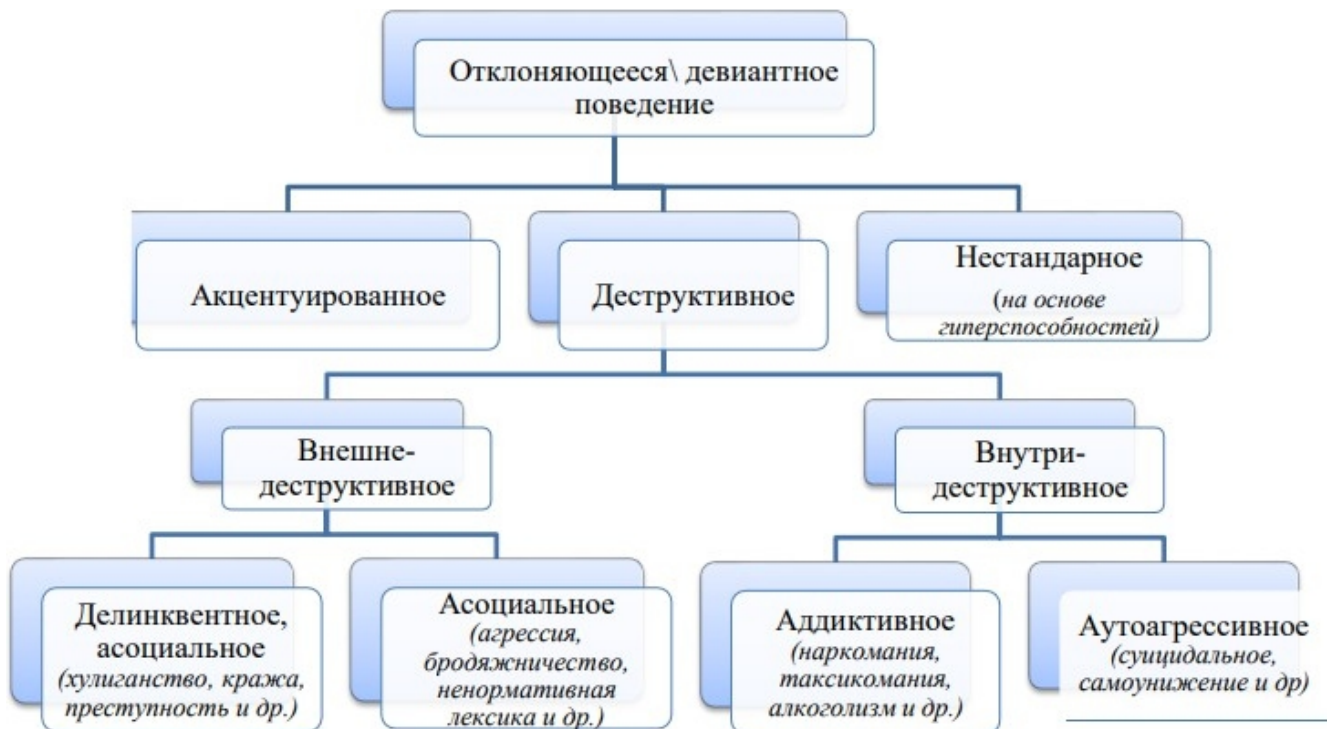 Отклоняющееся\ девиантное
поведение
Акцентуированное
Деструктивное
Нестандарное
(на основе
гиперспособностей)
Внешне-
деструктивное
Внутри-
деструктивное
Делинквентное,
асоциальное
(хулиганство, кража,
преступность и др.)
Асоциальное
(агрессия,
бродяжничество,
ненормативная
лексика и др.)
Аддиктивное
(наркомания,
таксикомания,
алкоголизм и др.)
Аутоагрессивное
(суицидальное,
самоунижение и др)